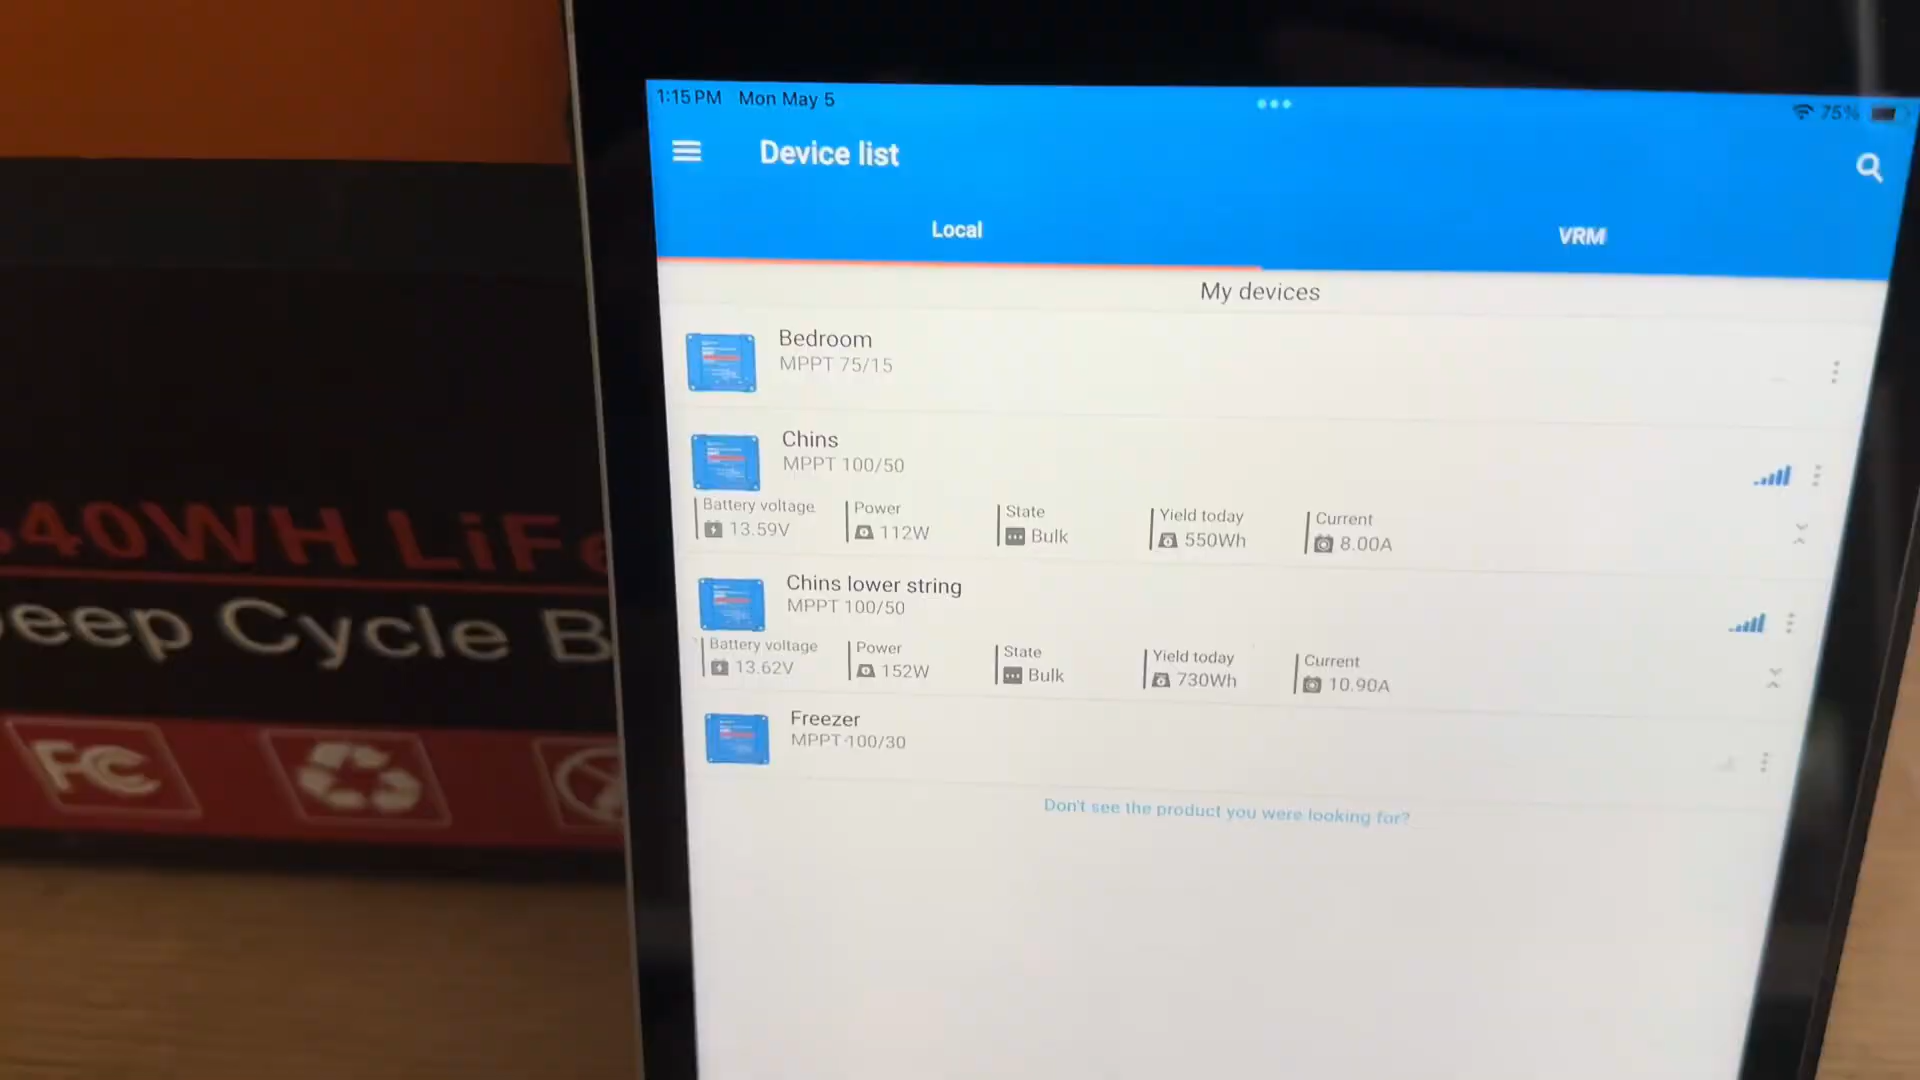 1:15 PM Mon May 5
75%
Device list
Local
VRM
My devices
Bedroom
MPPT 75/15
Chins
MPPT 100/50
Battery voltage
13.59V
Power
112W
State
Bulk
Yield today
550Wh
Current
8.00A
Chins lower string
MPPT 100/50
Battery voltage
13.62V
Power
152W
State
Bulk
Yield today
730Wh
Current
10.90A
Freezer
MPPT 100/30
Don't see the product you were looking for?
40WH LiFe
eep Cycle B
FC